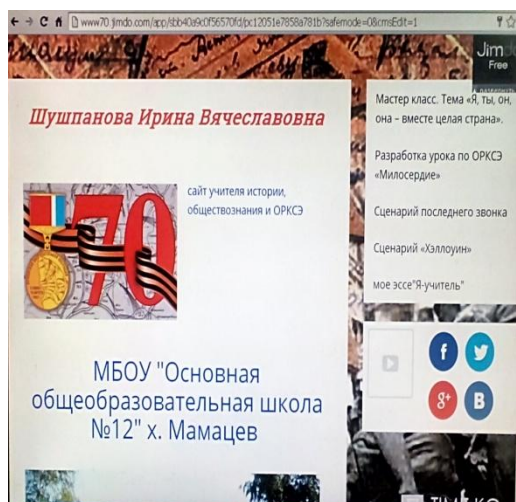 www70.jimdo.com/app/sbb40a9c0f56570fd/pc12051e7858a781b?safemode=0&cmsEdit=1
Jim
Free
Шушпанова Ирина Вячеславовна
70
сайт учителя истории,
обществознания и ОРКСЭ
МБОУ "Основная
общеобразовательная школа
№12" х. Мамацев
Мастер класс. Тема «Я, ты, он,
она – вместе целая страна».
Разработка урока по ОРКСЭ
«Милосердие»
Сценарий последнего звонка
Сценарий «Хэллоуин»
мое эссе"Я-учитель"
f
g+
B